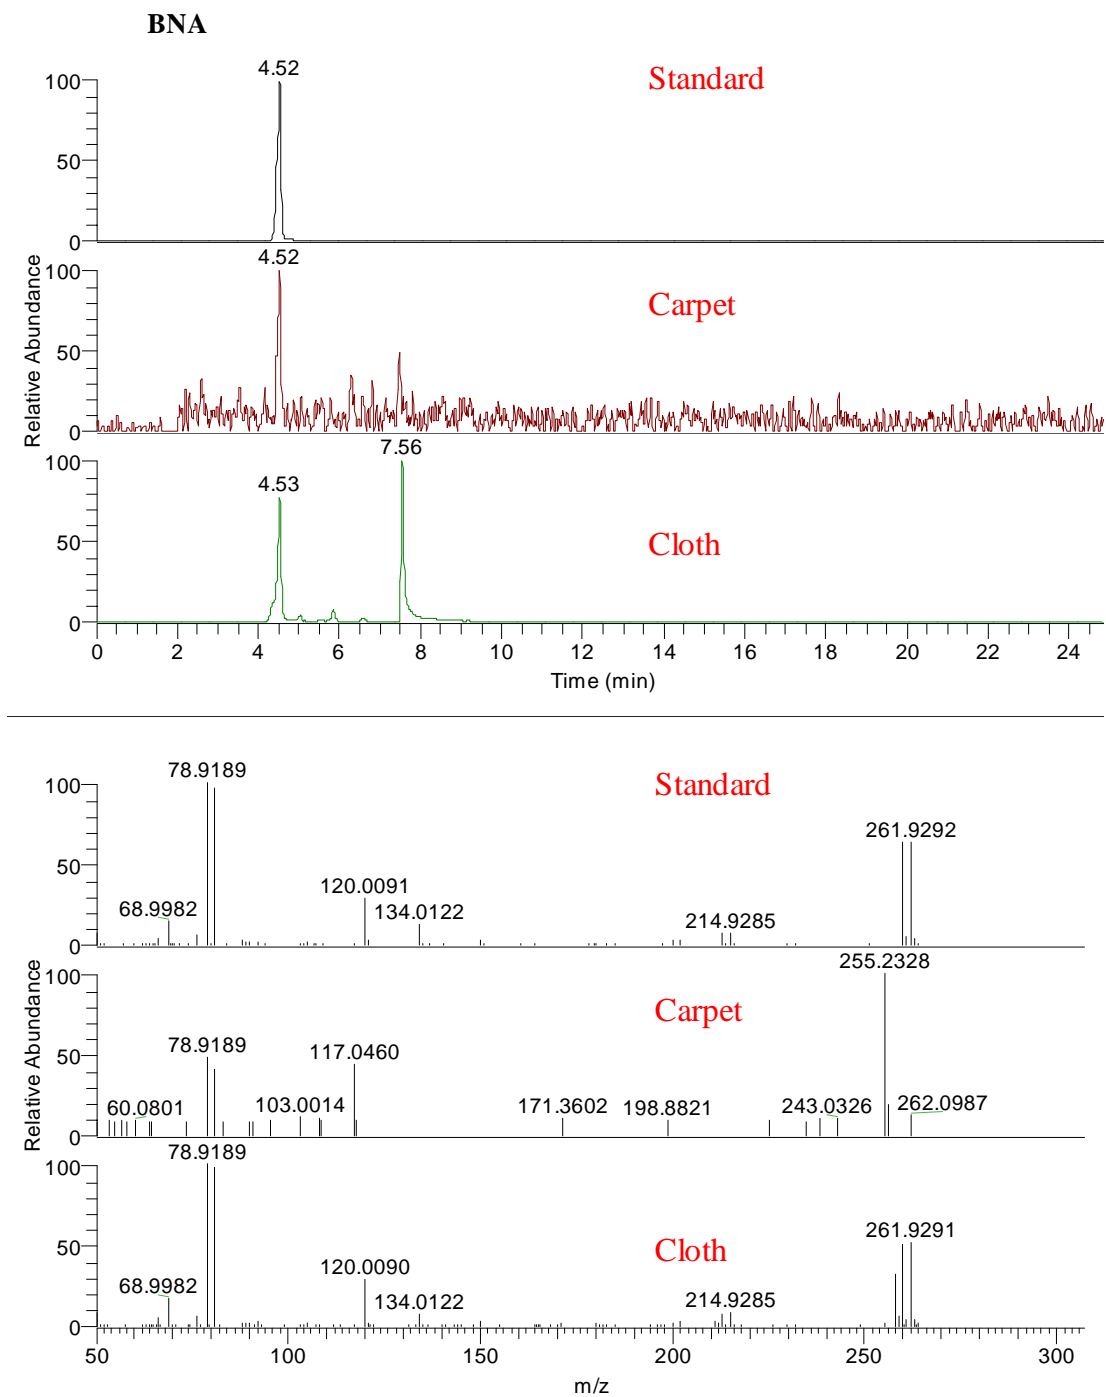 BNA
4.52
100
Standard
50
0
4.52
100
Carpet
50
0
7.56
100
4.53
Cloth
50
0
Relative Abundance
0 2 4 6 8 10 12 14 16 18 20 22 24
Time (min)
78.9189
100
Standard
261.9292
50
120.0091
68.9982 134.0122 214.9285
0
255.2328
100
Carpet
78.9189
50
117.0460
60.0801 103.0014 171.3602 198.8821 243.0326 262.0987
0
78.9189
100
Cloth
261.9291
50
120.0090
68.9982 134.0122 214.9285
0
Relative Abundance
50 100 150 200 250 300
m/z